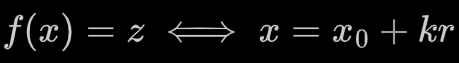 f(x) = z ⟺ x = x₀ + kr